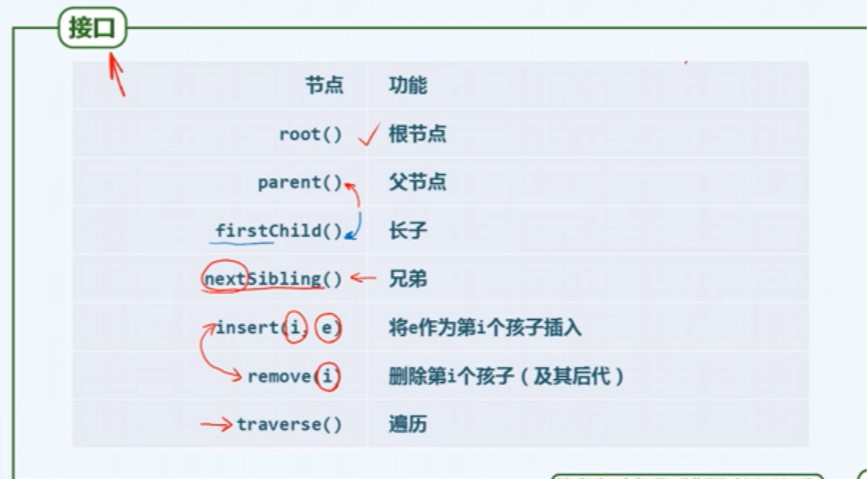 接口
节点 功能
root() 根节点
parent() 父节点
firstChild() 长子
nextSibling() 兄弟
insert(i, e) 将e作为第i个孩子插入
remove(i) 删除第i个孩子（及其后代）
traverse() 遍历